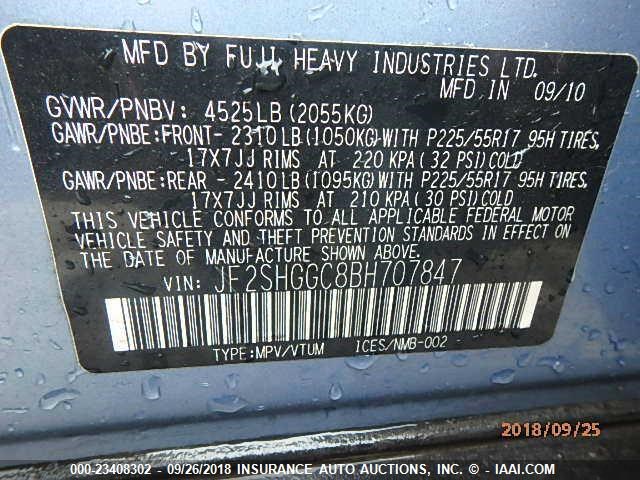 MFD BY FUJI HEAVY INDUSTRIES LTD.
MFD IN 09/10
GVWR/PNBV: 4525LB (2055KG)
GAWR/PNBE:FRONT- 2310LB(1050KG)WITH P225/55R17 95H TIRES,
17X7JJ RIMS AT 220 KPA (32 PSI)COLD
GAWR/PNBE:REAR - 2410LB(1095KG)WITH P225/55R17 95H TIRES,
17X7JJ RIMS AT 210 KPA (30 PSI)COLD
THIS VEHICLE CONFORMS TO ALL APPLICABLE FEDERAL MOTOR
VEHICLE SAFETY AND THEFT PREVENTION STANDARDS IN EFFECT ON
THE DATE OF MANUFACTURE SHOWN ABOVE.
VIN: JF2SHGGC8BH707847
TYPE:MPV/VTUM ICES/NMB-002
2018/09/25
000-23408302 - 09/26/2018 INSURANCE AUTO AUCTIONS, INC. © - IAAI.COM